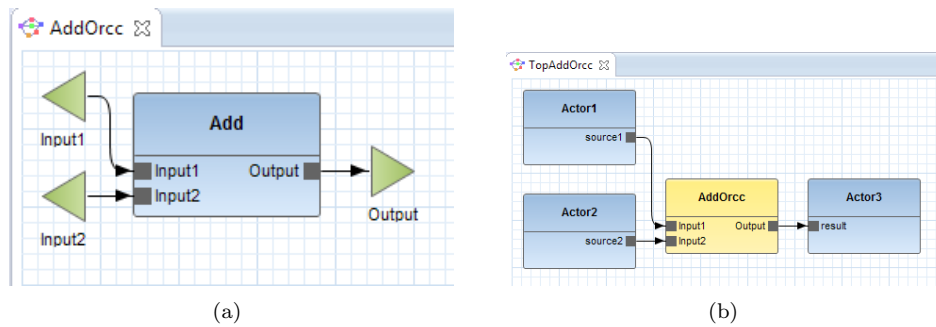 AddOrcc
Input1
Add
Input1 Output
Input2
Input2
Output
(a)
TopAddOrcc
Actor1
source1
Actor2
source2
AddOrcc
Input1 Output
Input2
Actor3
result
(b)